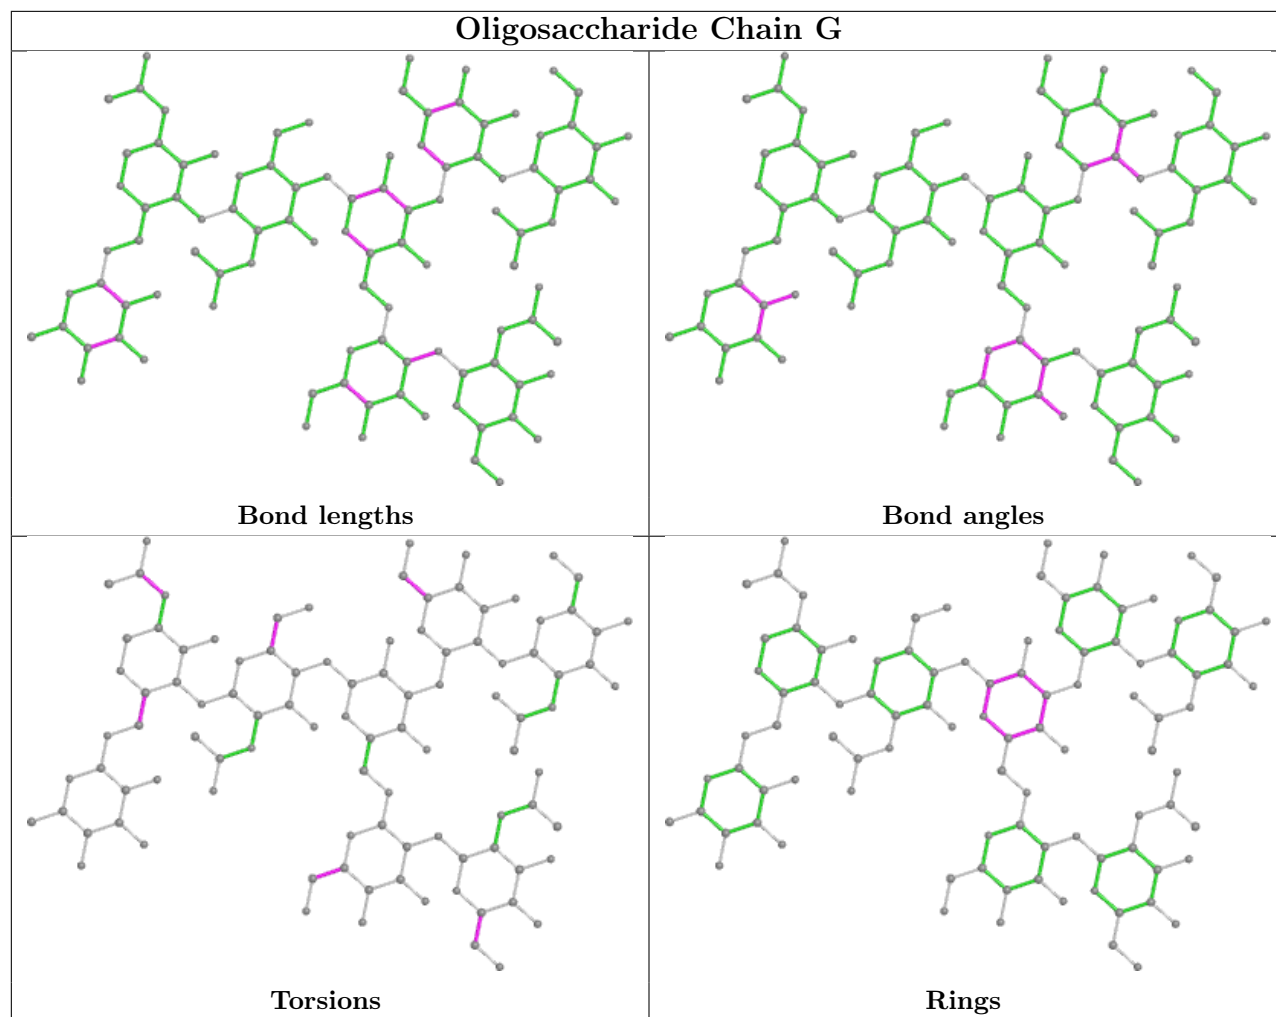 Oligosaccharide Chain G
Bond lengths
Bond angles
Torsions
Rings